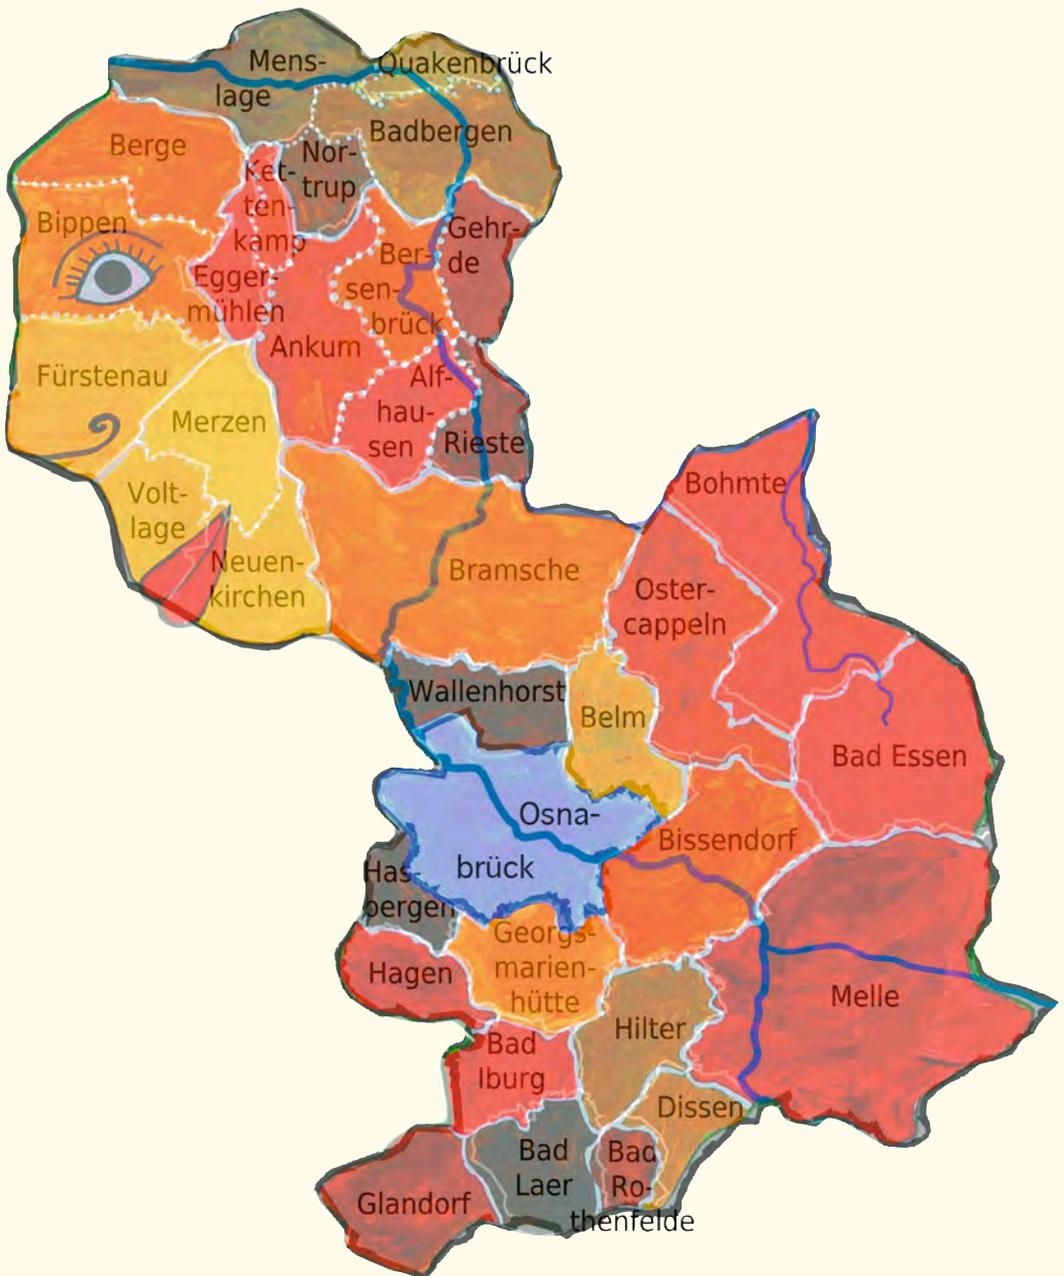 Mens-
lage
Quakenbrück
Badbergen
Berge
Nor-
trup
Ket-
ten-
kamp
Bippen
Gehr-
de
Ber-
sen-
brück
Egger-
mühlen
Ankum
Fürstenau
Alf-
hau-
sen
Merzen
Rieste
Volt-
lage
Neuen-
kirchen
Bramsche
Bohmte
Oster-
cappeln
Wallenhorst
Belm
Bad Essen
Osna-
brück
Bissendorf
Has-
bergen
Georgs-
marien-
hütte
Hagen
Melle
Hilter
Bad
Iburg
Dissen
Bad
Laer
Bad
Ro-
thenfelde
Glandorf